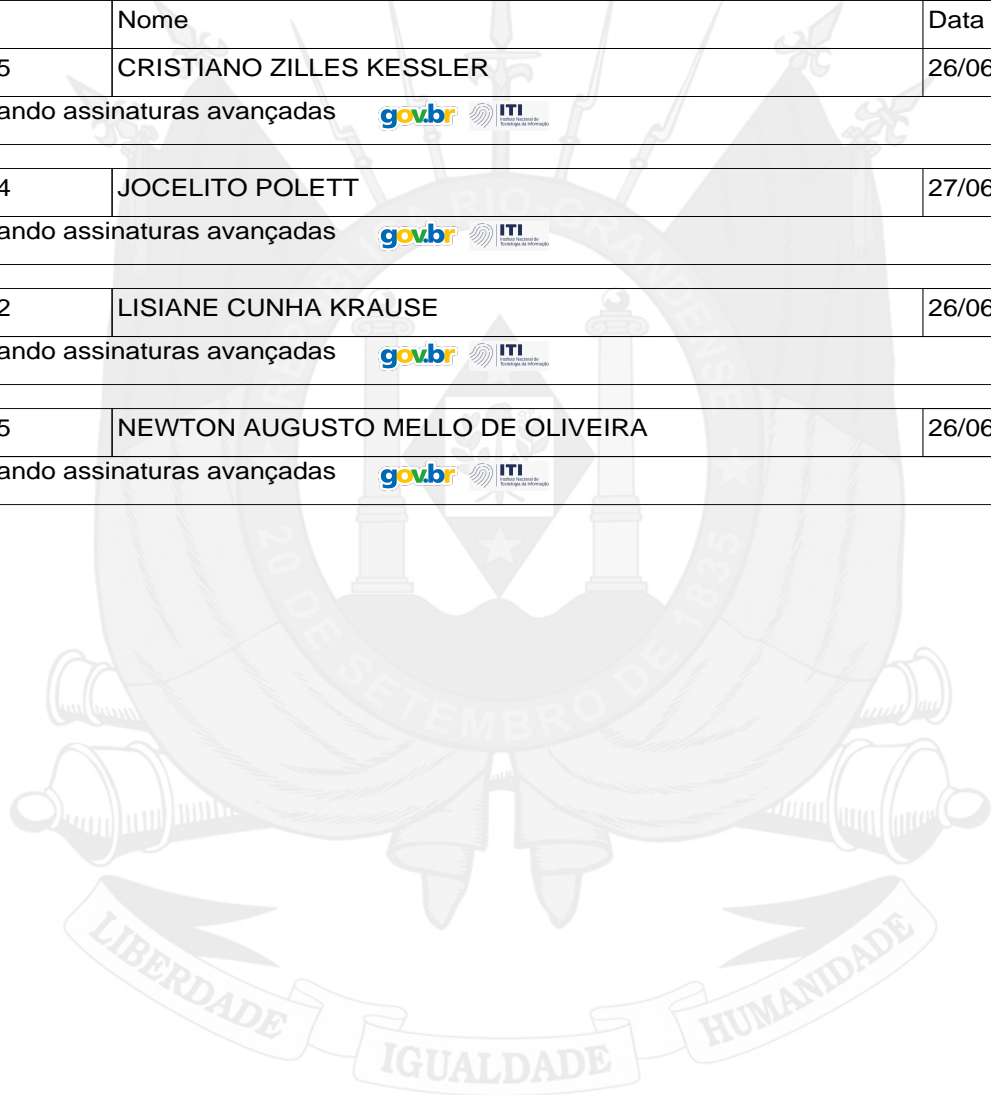 Nome Data
5 CRISTIANO ZILLES KESSLER 26/06
ando assinaturas avançadas gov.br ITI
4 JOCELITO POLETT 27/06
ando assinaturas avançadas gov.br ITI
2 LISIANE CUNHA KRAUSE 26/06
ando assinaturas avançadas gov.br ITI
5 NEWTON AUGUSTO MELLO DE OLIVEIRA 26/06
ando assinaturas avançadas gov.br ITI
REPÚBLICA RIO-GRANDENSE
20 DE SETEMBRO DE 1835
LIBERDADE IGUALDADE HUMANIDADE